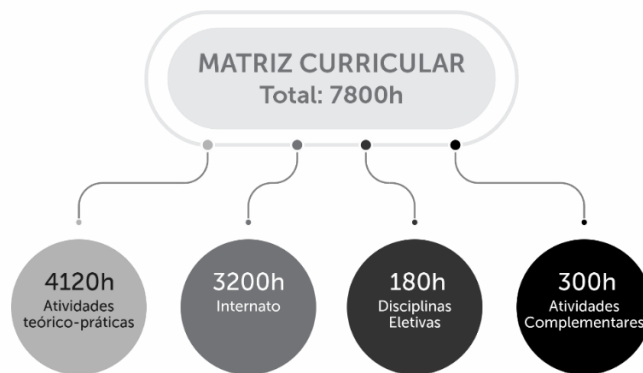 MATRIZ CURRICULAR
Total: 7800h
4120h
Atividades
teórico-práticas
3200h
Internato
180h
Disciplinas
Eletivas
300h
Atividades
Complementares